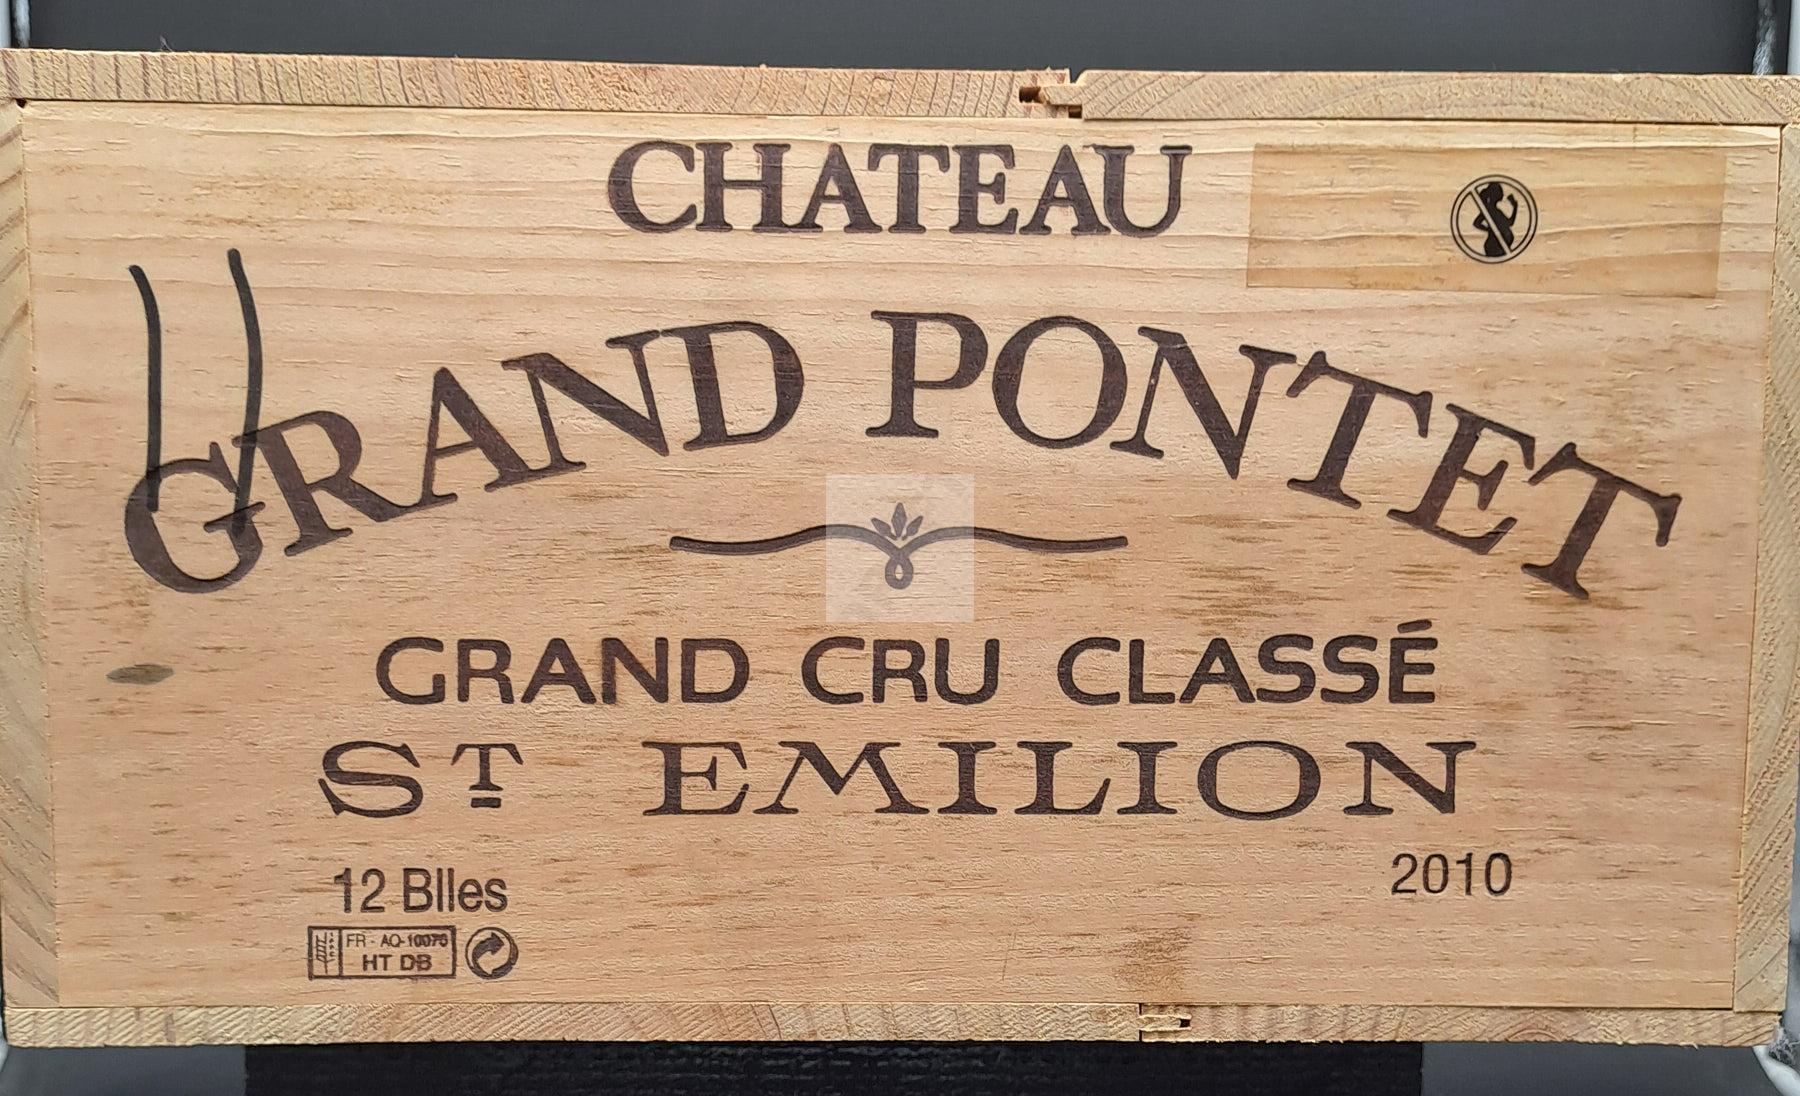 CHATEAU
GRAND PONTET
GRAND CRU CLASSÉ
ST EMILION
12 Blles
2010
FR - AQ-10070
HT DB